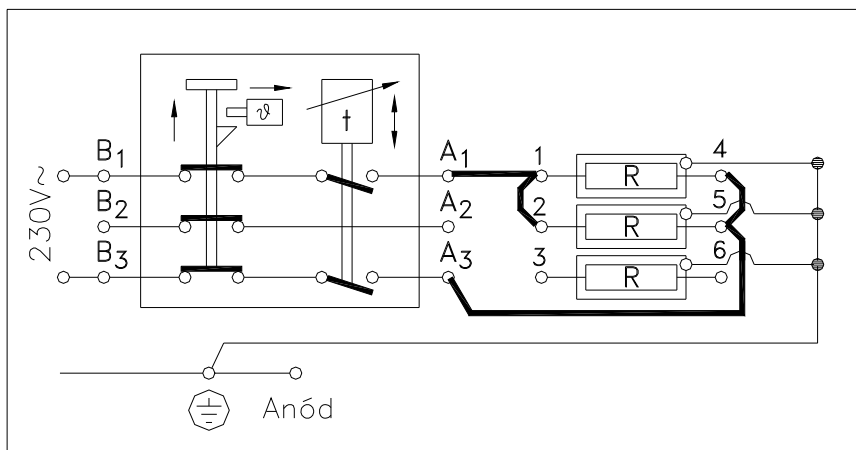 230V~
B1 ϑ t A1 1 R 4
B2 A2 2 R 5
B3 A3 3 R 6
Anód